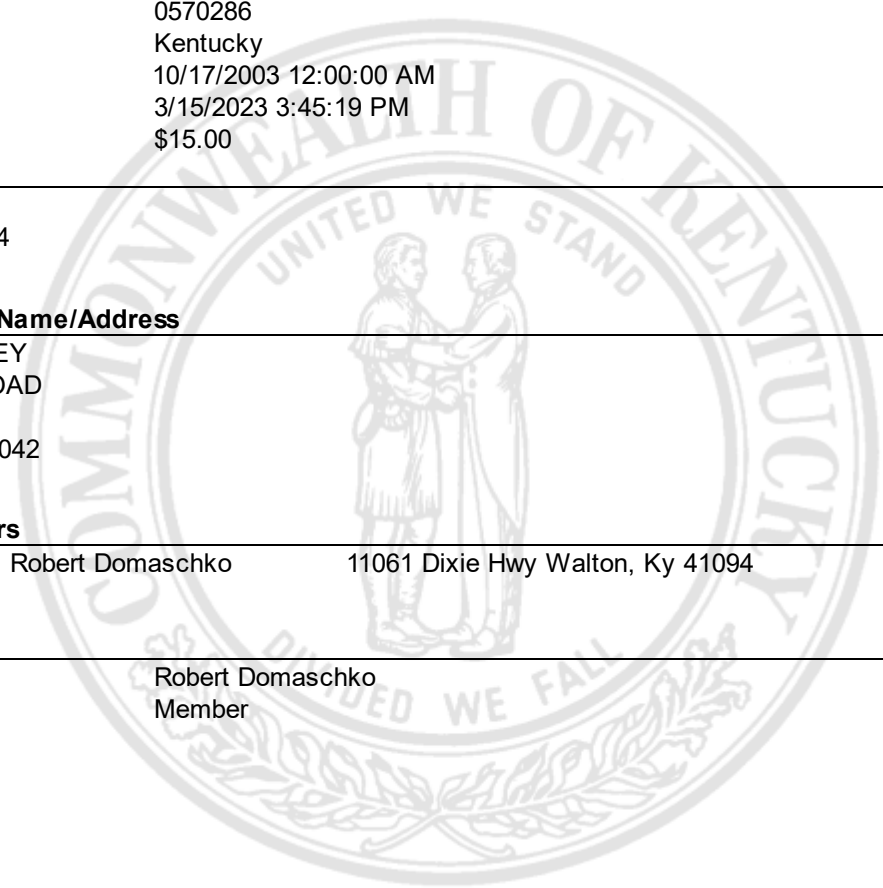 0570286
Kentucky
10/17/2003 12:00:00 AM
3/15/2023 3:45:19 PM
$15.00
4
Name/Address
EY
OAD
042
rs
Robert Domaschko 11061 Dixie Hwy Walton, Ky 41094
Robert Domaschko
Member
COMMONWEALTH OF KENTUCKY
UNITED WE STAND
DIVIDED WE FALL